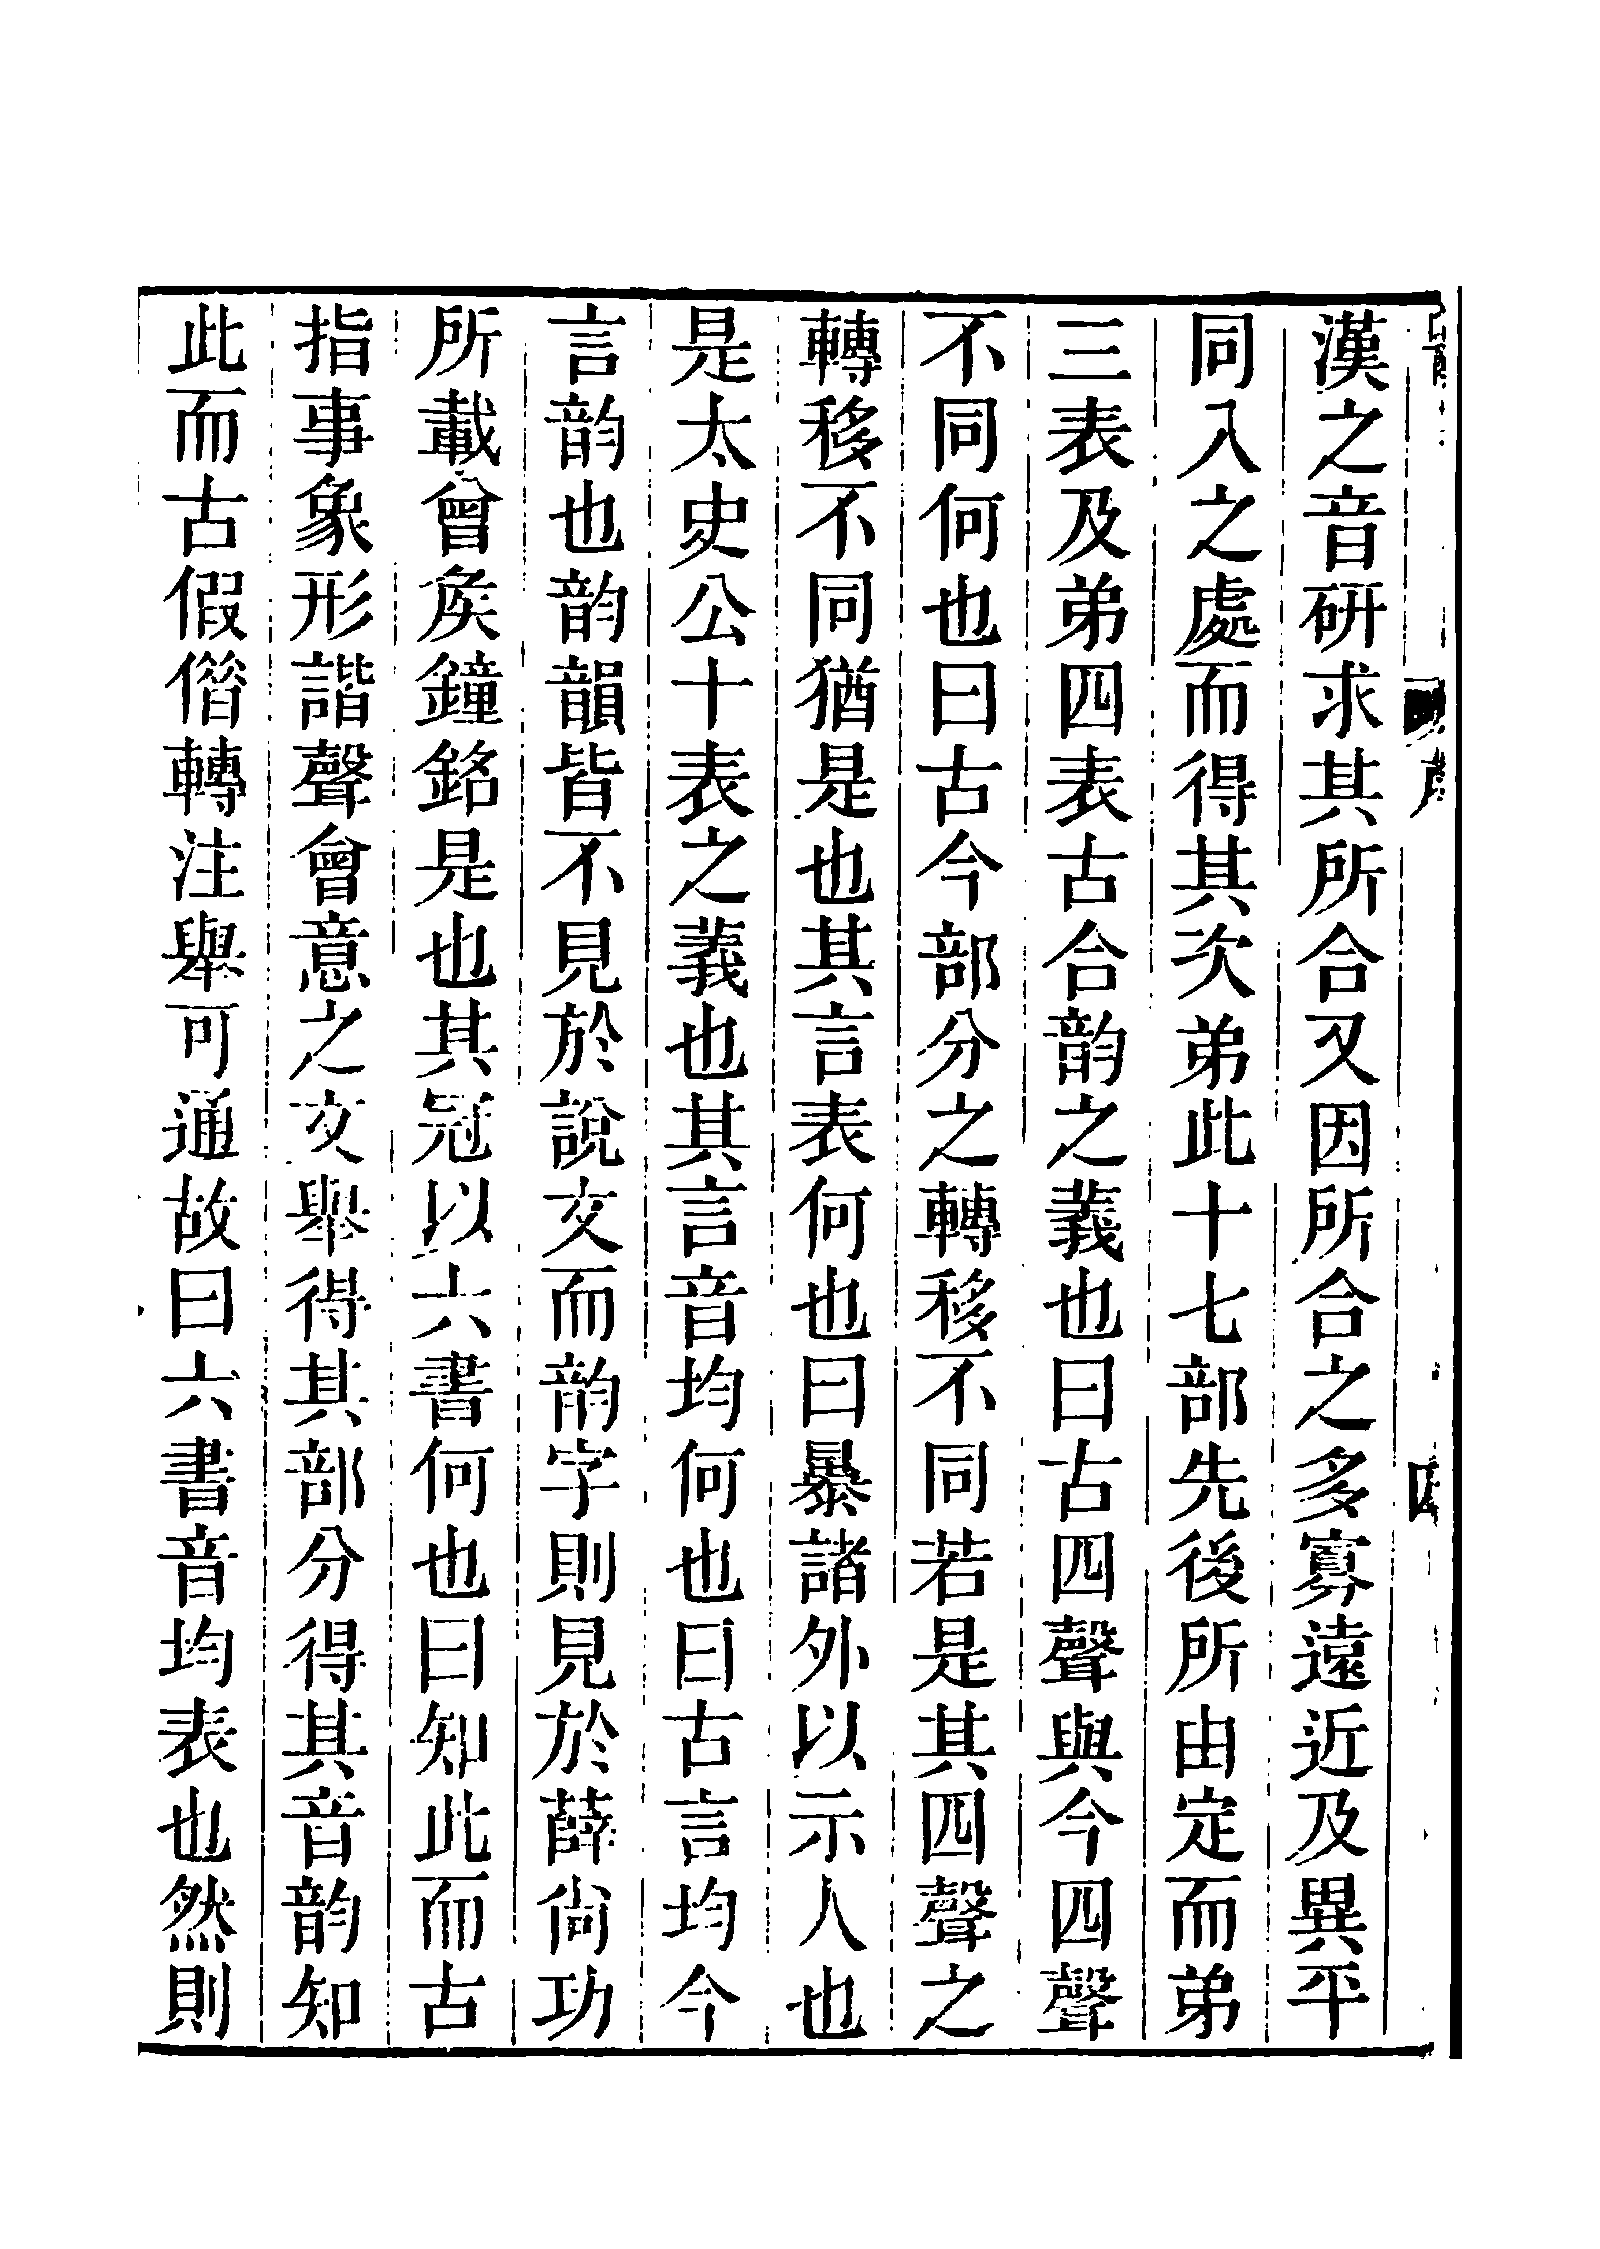 漢之音研求其所合又因所合之多寡遠近及異平
同入之處而得其次弟此十七部先後所由定而弟
三表及弟四表古合韵之義也曰古四聲與今四聲
不同何也曰古今部分之轉移不同若是其四聲之
轉移不同猶是也其言表何也曰暴諸外以示人也
是太史公十表之義也其言音均何也曰古言均今
言韵也韵韻皆不見於說文而韵字則見於薛尙功
所載曾矦鐘銘是也其冠以六書何也曰知此而古
指事象形諧聲會意之文舉得其部分得其音韵知
此而古假偺轉注舉可通故曰六書音均表也然則